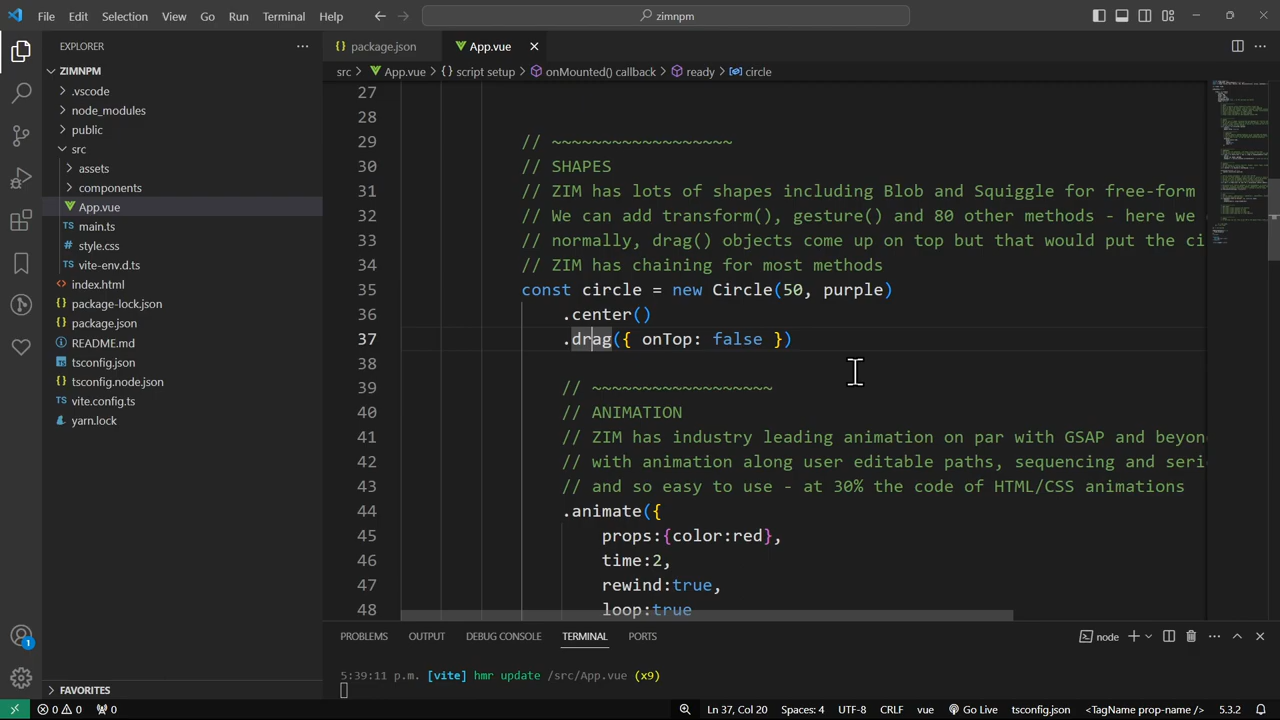 File Edit Selection View Go Run Terminal Help zimnpm
EXPLORER
package.json App.vue
ZIMNPM
src > App.vue > {} script setup > onMounted() callback > ready > circle
.vscode
node_modules
public
src
assets
components
App.vue
main.ts
style.css
vite-env.d.ts
index.html
package-lock.json
package.json
README.md
tsconfig.json
tsconfig.node.json
vite.config.ts
yarn.lock
FAVORITES
27
28
29 // ~~~~~~~~~~~~~~~~~~
30 // SHAPES
31 // ZIM has lots of shapes including Blob and Squiggle for free-form
32 // We can add transform(), gesture() and 80 other methods - here we
33 // normally, drag() objects come up on top but that would put the ci
34 // ZIM has chaining for most methods
35 const circle = new Circle(50, purple)
36 .center()
37 .drag({ onTop: false })
38
39 // ~~~~~~~~~~~~~~~~~~
40 // ANIMATION
41 // ZIM has industry leading animation on par with GSAP and beyon
42 // with animation along user editable paths, sequencing and seri
43 // and so easy to use - at 30% the code of HTML/CSS animations
44 .animate({
45 props:{color:red},
46 time:2,
47 rewind:true,
48 loop:true
PROBLEMS OUTPUT DEBUG CONSOLE TERMINAL PORTS node
5:39:11 p.m. [vite] hmr update /src/App.vue (x9)
1
0 0 0 Ln 37, Col 20 Spaces: 4 UTF-8 CRLF vue Go Live tsconfig.json <TagName prop-name /> 5.3.2